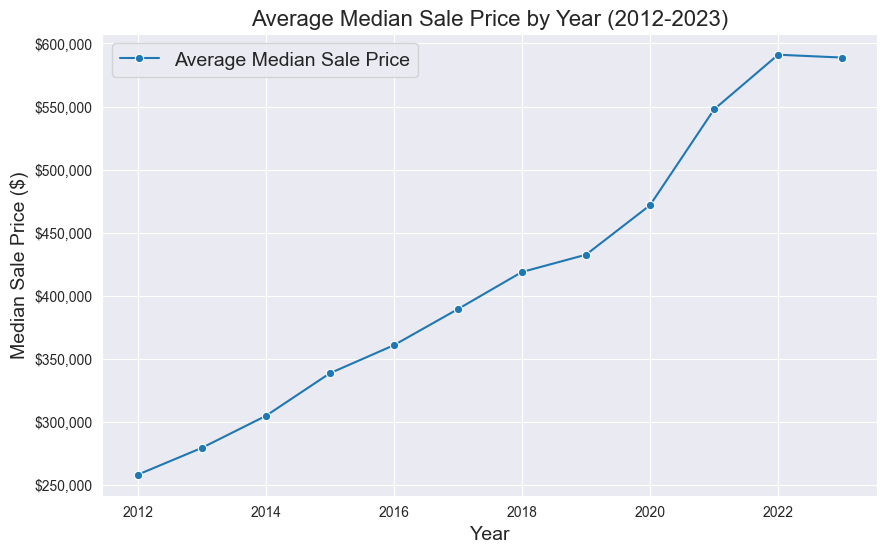 Average Median Sale Price by Year (2012-2023)
Average Median Sale Price
Median Sale Price ($)
$600,000
$550,000
$500,000
$450,000
$400,000
$350,000
$300,000
$250,000
2012 2014 2016 2018 2020 2022
Year